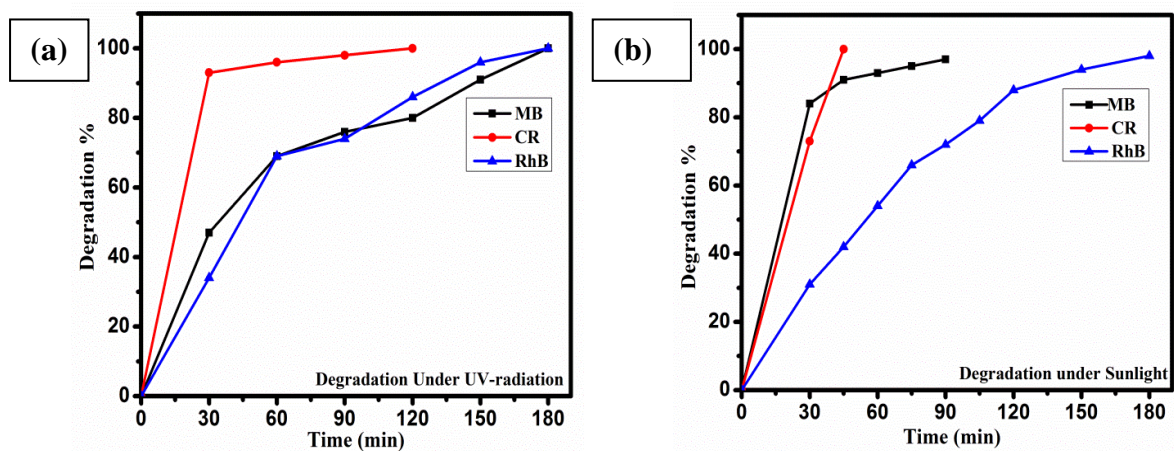 (a)
Degradation %
100
80
60
40
20
0
MB
CR
RhB
Degradation Under UV-radiation
0 30 60 90 120 150 180
Time (min)
(b)
Degradation %
100
80
60
40
20
0
MB
CR
RhB
Degradation under Sunlight
0 30 60 90 120 150 180
Time (min)